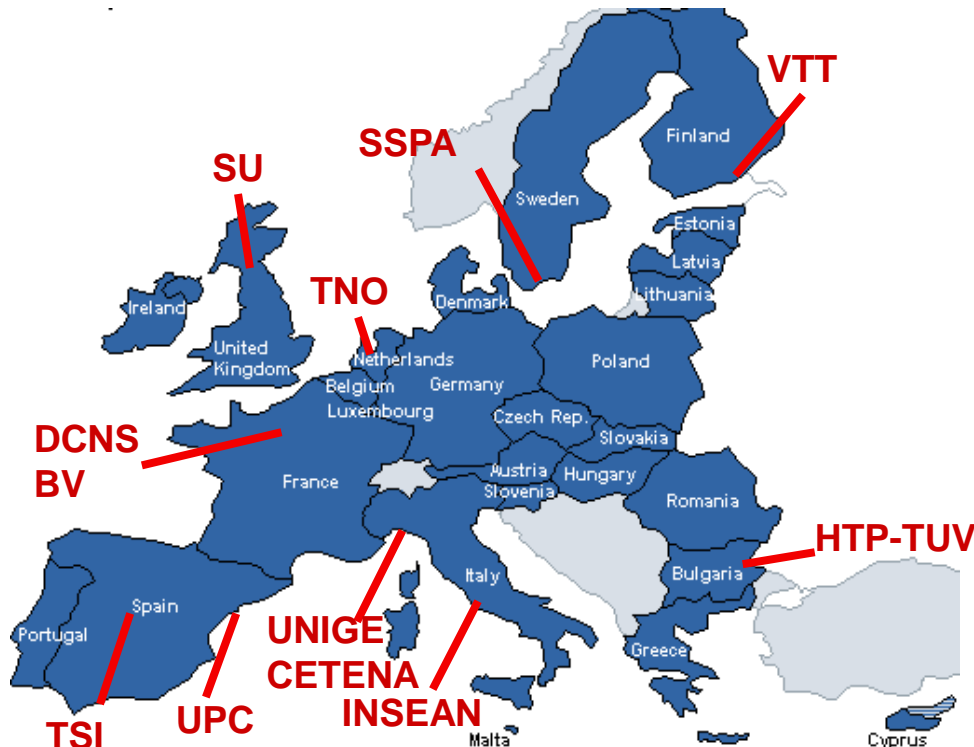 VTT
Finland
SSPA
SU
Sweden
Estonia
Latvia
TNO
Lithuania
Denmark
Ireland
United
Kingdom
Netherlands
Poland
Belgium
Germany
Luxembourg
Czech Rep.
DCNS
BV
Slovakia
Austria
Hungary
France
Slovenia
Romania
HTP-TUV
Bulgaria
Italy
Spain
Portugal
UNIGE
CETENA
INSEAN
Greece
TSI
UPC
Malta
Cyprus